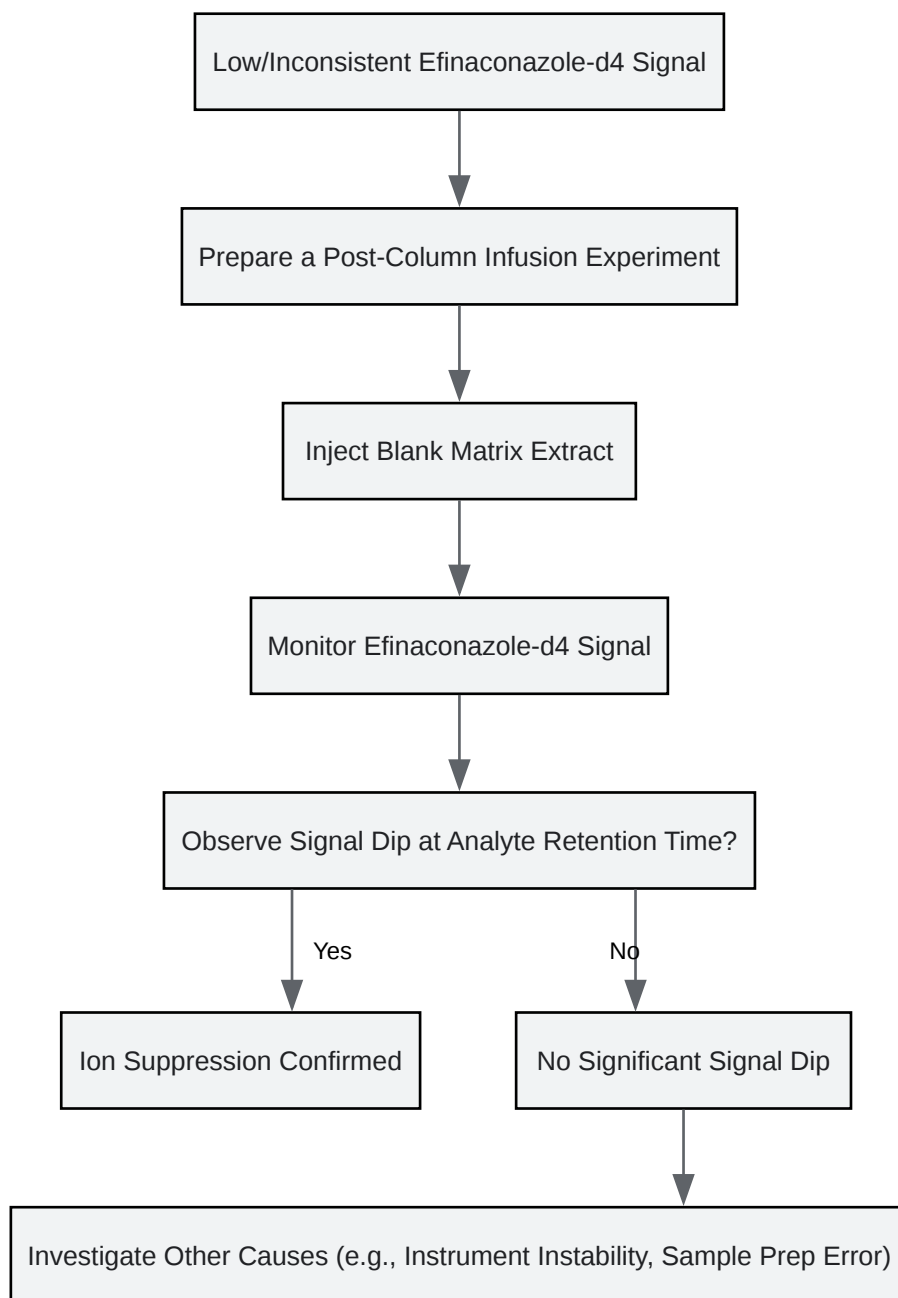 Low/Inconsistent Efinaconazole-d4 Signal
Prepare a Post-Column Infusion Experiment
Inject Blank Matrix Extract
Monitor Efinaconazole-d4 Signal
Observe Signal Dip at Analyte Retention Time?
Yes
No
Ion Suppression Confirmed
No Significant Signal Dip
Investigate Other Causes (e.g., Instrument Instability, Sample Prep Error)